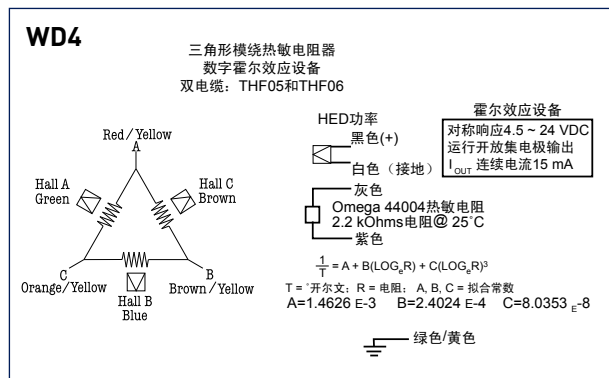 WD4
三角形模绕热敏电阻器
数字霍尔效应设备
双电缆：THF05和THF06
Red/Yellow
A
Hall A
Green
Hall C
Brown
C
Orange/Yellow
B
Brown/Yellow
Hall B
Blue
HED功率
黑色(+)
白色（接地）
霍尔效应设备
对称响应4.5 ~ 24 VDC
运行开放集电极输出
I OUT 连续电流15 mA
灰色
Omega 44004热敏电阻
2.2 kOhms电阻@ 25°C
紫色
1/T = A + B(LOGeR) + C(LOGeR)³
T = °开尔文；R = 电阻；A, B, C = 拟合常数
A=1.4626 E-3 B=2.4024 E-4 C=8.0353 E-8
绿色/黄色